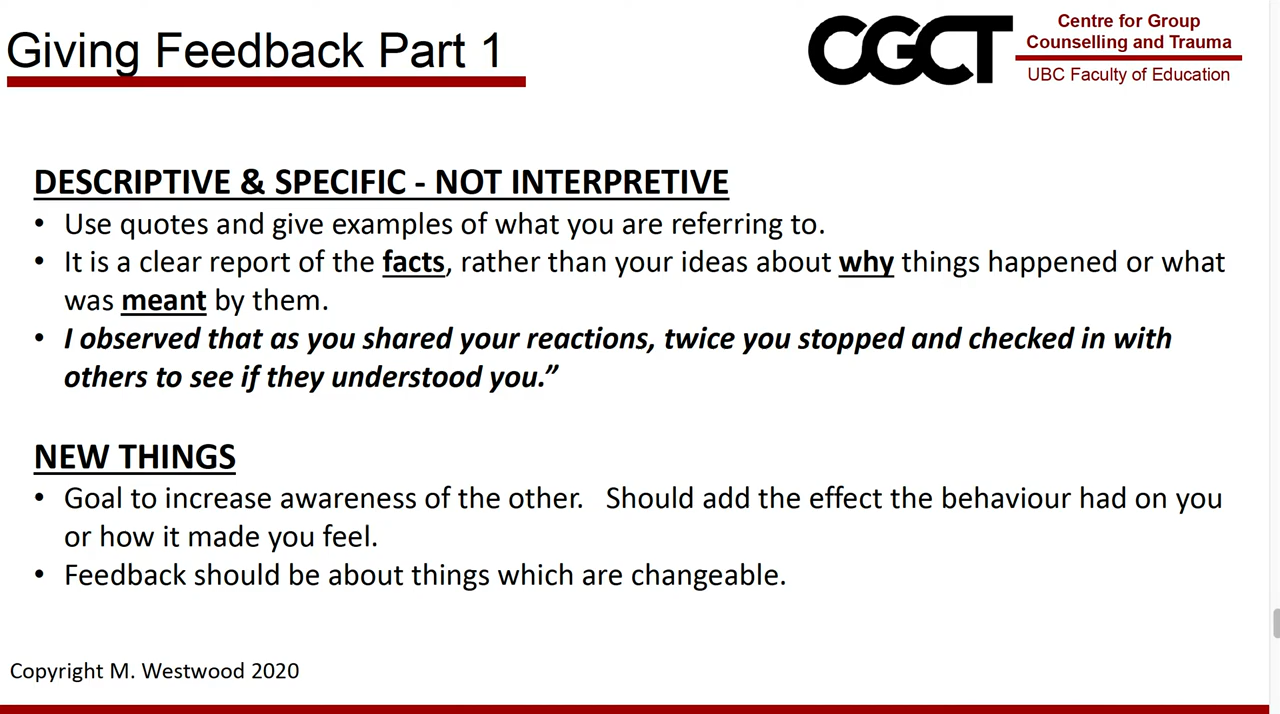 Giving Feedback Part 1
CGCT
Centre for Group
Counselling and Trauma
UBC Faculty of Education
DESCRIPTIVE & SPECIFIC - NOT INTERPRETIVE
• Use quotes and give examples of what you are referring to.
• It is a clear report of the facts, rather than your ideas about why things happened or what
was meant by them.
• I observed that as you shared your reactions, twice you stopped and checked in with
others to see if they understood you.”
NEW THINGS
• Goal to increase awareness of the other.   Should add the effect the behaviour had on you
or how it made you feel.
• Feedback should be about things which are changeable.
Copyright M. Westwood 2020